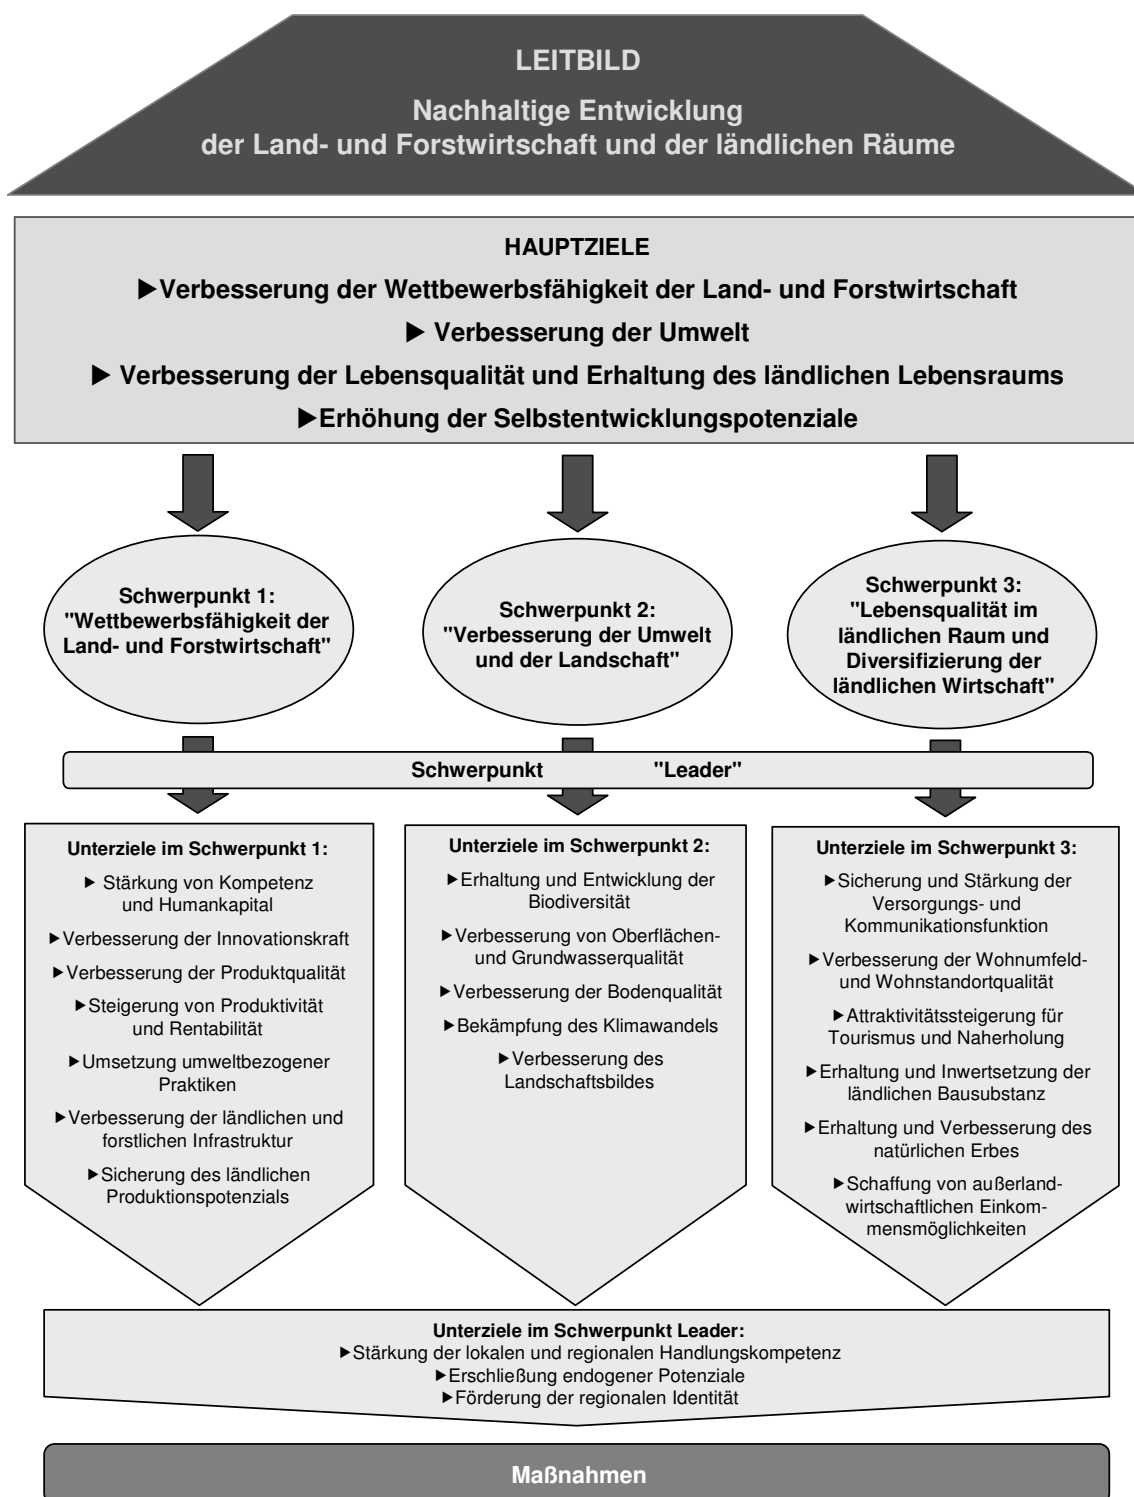 LEITBILD
Nachhaltige Entwicklung
der Land- und Forstwirtschaft und der ländlichen Räume
HAUPTZIELE
►Verbesserung der Wettbewerbsfähigkeit der Land- und Forstwirtschaft
► Verbesserung der Umwelt
► Verbesserung der Lebensqualität und Erhaltung des ländlichen Lebensraums
►Erhöhung der Selbstentwicklungspotenziale
Schwerpunkt 1:
"Wettbewerbsfähigkeit der
Land- und Forstwirtschaft"
Schwerpunkt 2:
"Verbesserung der Umwelt
und der Landschaft"
Schwerpunkt 3:
"Lebensqualität im
ländlichen Raum und
Diversifizierung der
ländlichen Wirtschaft"
Schwerpunkt "Leader"
Unterziele im Schwerpunkt 1:
► Stärkung von Kompetenz
und Humankapital
►Verbesserung der Innovationskraft
►Verbesserung der Produktqualität
►Steigerung von Produktivität
und Rentabilität
►Umsetzung umweltbezogener
Praktiken
►Verbesserung der ländlichen und
forstlichen Infrastruktur
►Sicherung des ländlichen
Produktionspotenzials
Unterziele im Schwerpunkt 2:
►Erhaltung und Entwicklung der
Biodiversität
►Verbesserung von Oberflächen-
und Grundwasserqualität
►Verbesserung der Bodenqualität
►Bekämpfung des Klimawandels
►Verbesserung des
Landschaftsbildes
Unterziele im Schwerpunkt 3:
►Sicherung und Stärkung der
Versorgungs- und
Kommunikationsfunktion
►Verbesserung der Wohnumfeld-
und Wohnstandortqualität
►Attraktivitätssteigerung für
Tourismus und Naherholung
►Erhaltung und Inwertsetzung der
ländlichen Bausubstanz
►Erhaltung und Verbesserung des
natürlichen Erbes
►Schaffung von außerland-
wirtschaftlichen Einkom-
mensmöglichkeiten
Unterziele im Schwerpunkt Leader:
►Stärkung der lokalen und regionalen Handlungskompetenz
►Erschließung endogener Potenziale
►Förderung der regionalen Identität
Maßnahmen